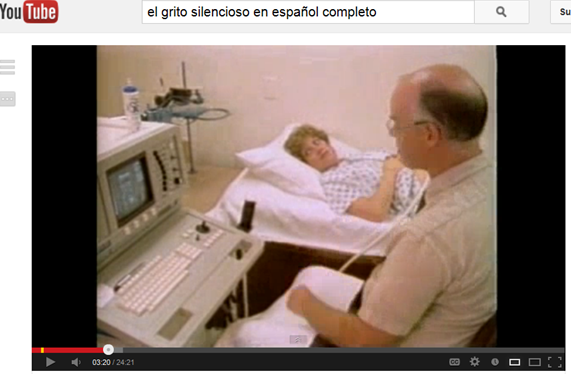 YouTube
el grito silencioso en español completo
Su
03:20 / 24:21